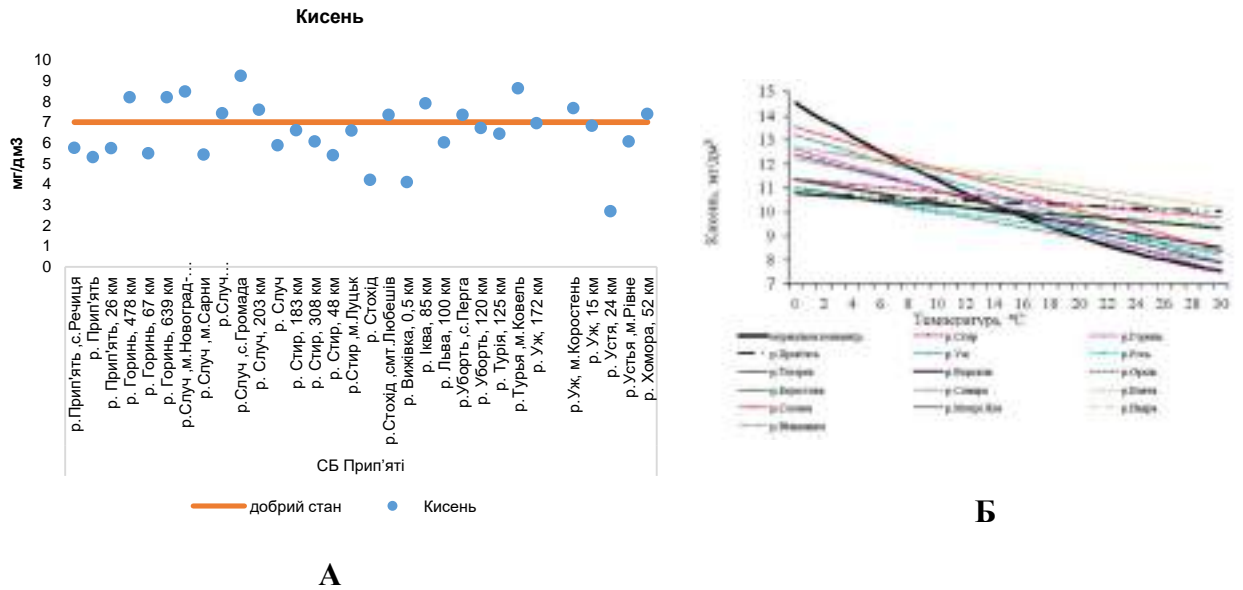 Кисень
мг/дм3
10
9
8
7
6
5
4
3
2
1
0
р.Прип'ять ,с.Речиця
р. Прип'ять
р. Прип'ять, 26 км
р. Горинь, 478 км
р. Горинь, 67 км
р. Горинь, 639 км
р.Случ ,м.Новоград-…
р.Случ ,м.Сарни
р.Случ…
р.Случ ,с.Громада
р. Случ, 203 км
р. Случ
р. Стир, 183 км
р. Стир, 308 км
р. Стир, 48 км
р.Стир ,м.Луцьк
р. Стохід
р.Стохід ,смт.Любешів
р. Вижівка, 0,5 км
р. Іква, 85 км
р. Льва, 100 км
р.Уборть ,с.Перга
р. Уборть, 120 км
р. Турія, 125 км
р.Турья ,м.Ковель
р. Уж, 172 км
р.Уж, м.Коростень
р. Уж, 15 км
р. Устя, 24 км
р.Устья ,м.Рівне
р. Хомора, 52 км
СБ Прип'яті
добрий стан
Кисень
А
Кисень, мг/дм³
15
14
13
12
11
10
9
8
7
0 2 4 6 8 10 12 14 16 18 20 22 24 26 28 30
Температура, °С
р.Стир
р.Уж
Б